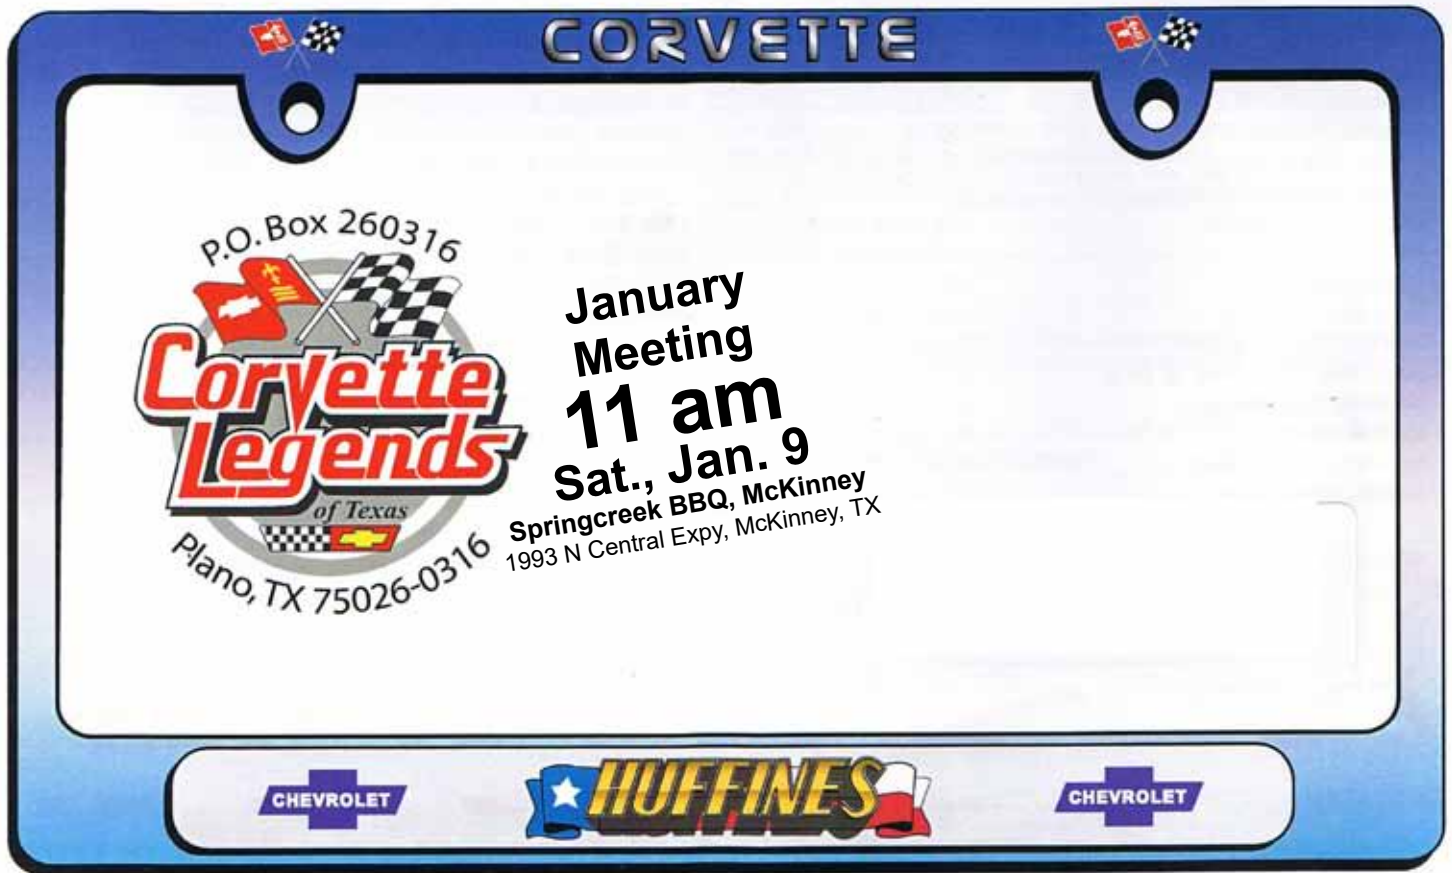 CORVETTE
P.O. Box 260316
Corvette
Legends
of Texas
Plano, TX 75026-0316
January
Meeting
11 am
Sat., Jan. 9
Springcreek BBQ, McKinney
1993 N Central Expy, McKinney, TX
CHEVROLET
HUFFINES
CHEVROLET